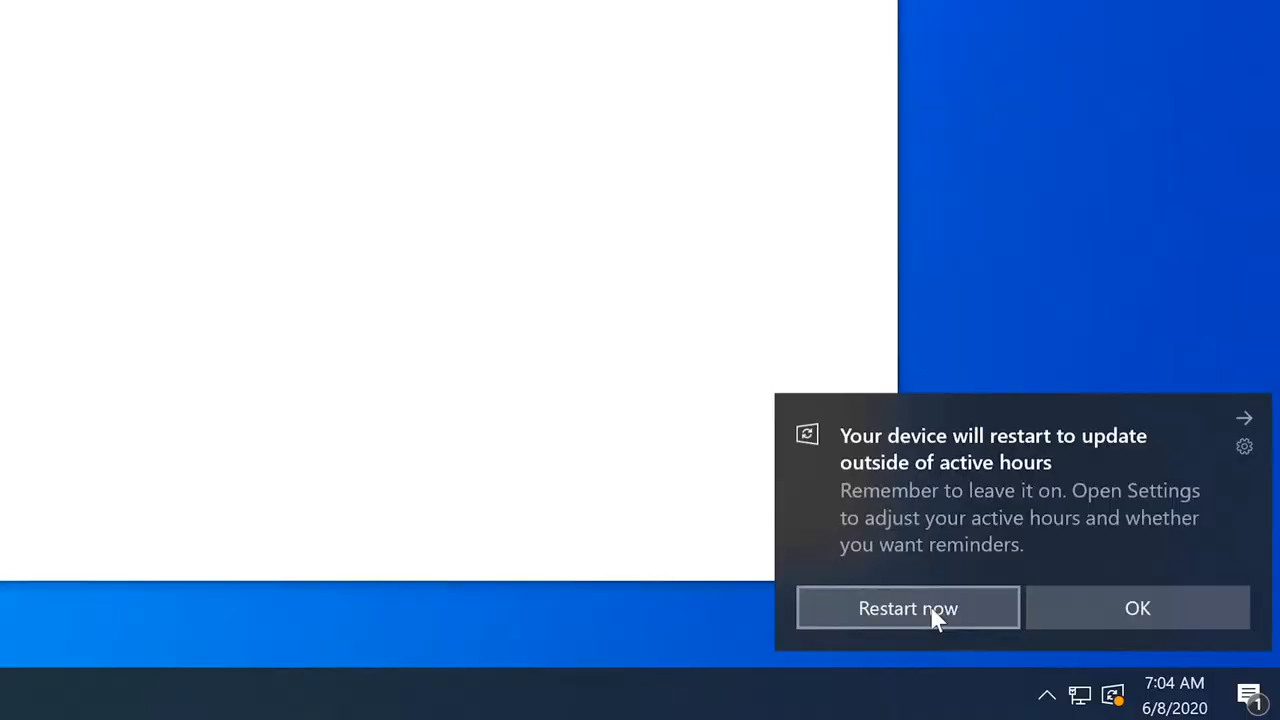 Your device will restart to update
outside of active hours
Remember to leave it on. Open Settings
to adjust your active hours and whether
you want reminders.
Restart now
OK
7:04 AM
6/8/2020
1